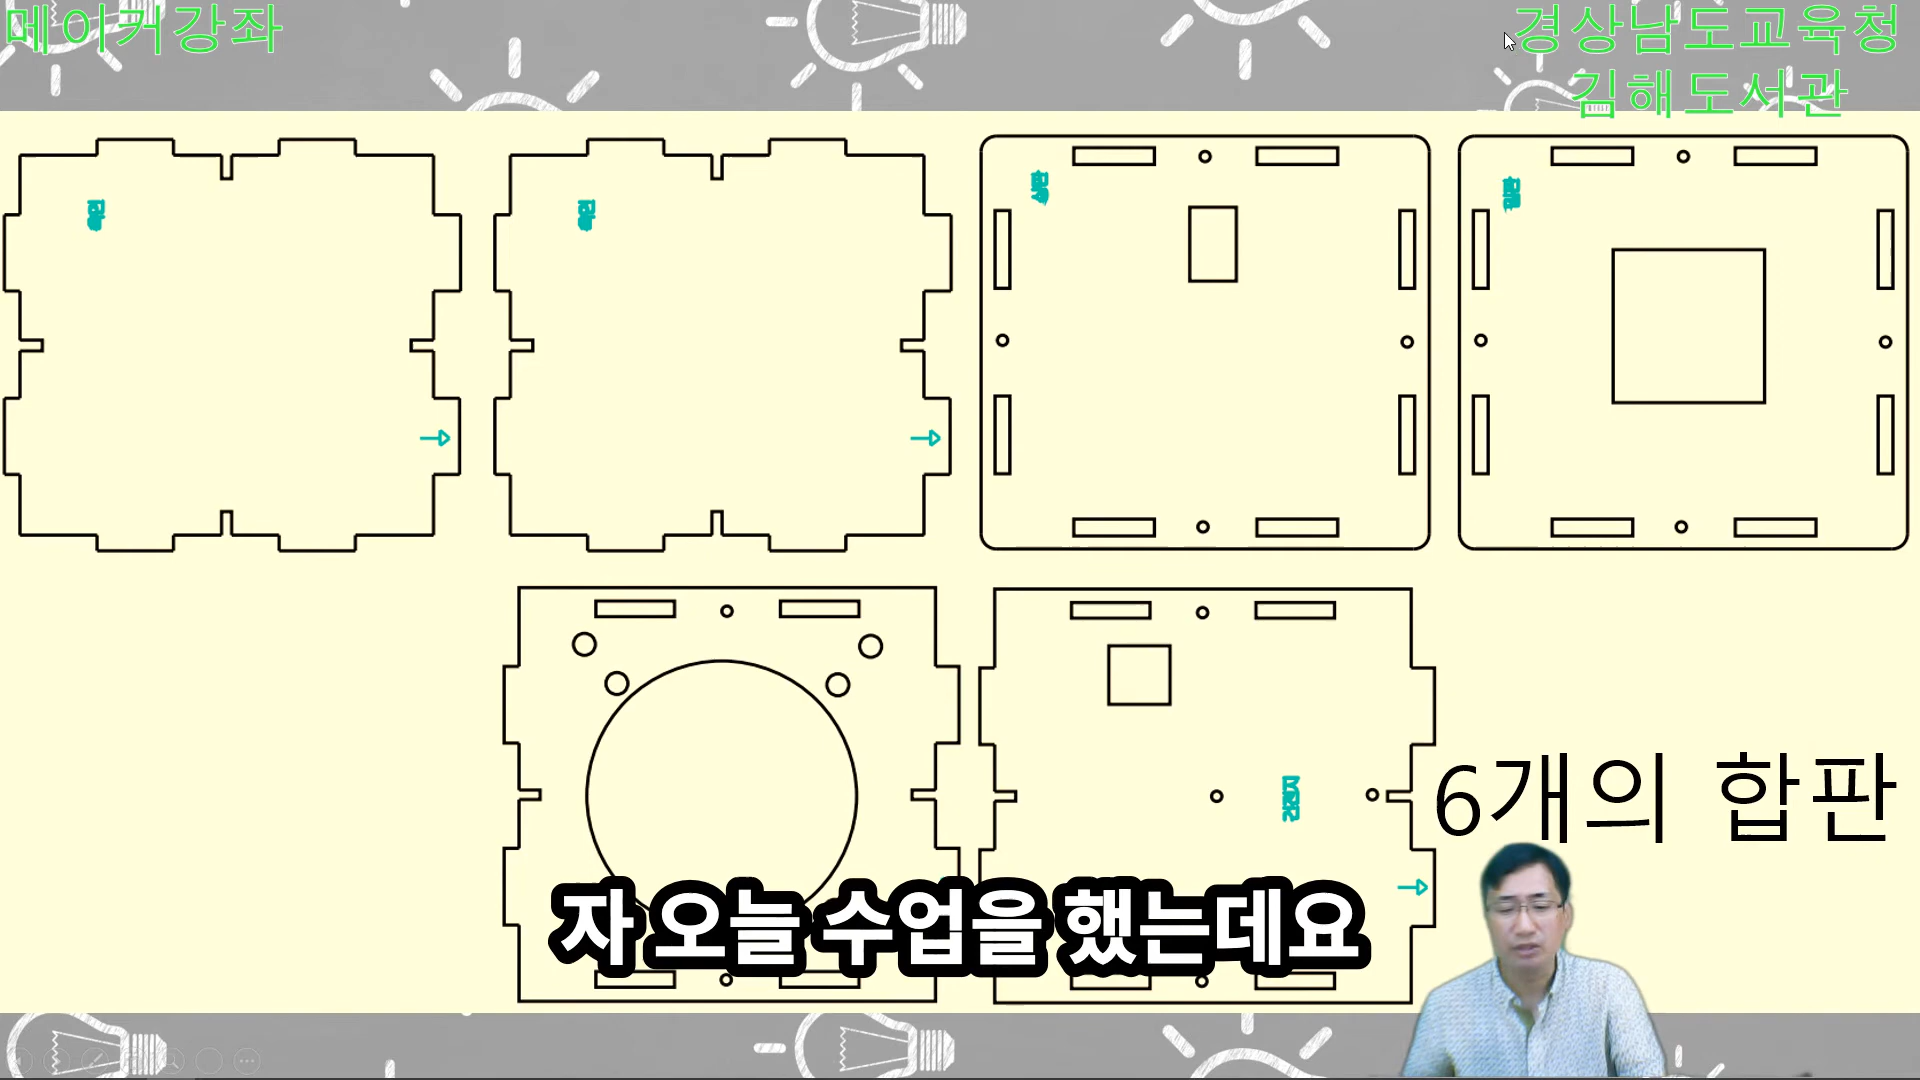 메이커강좌
경상남도교육청
김해도서관
6개의 합판
자 오늘 수업을 했는데요